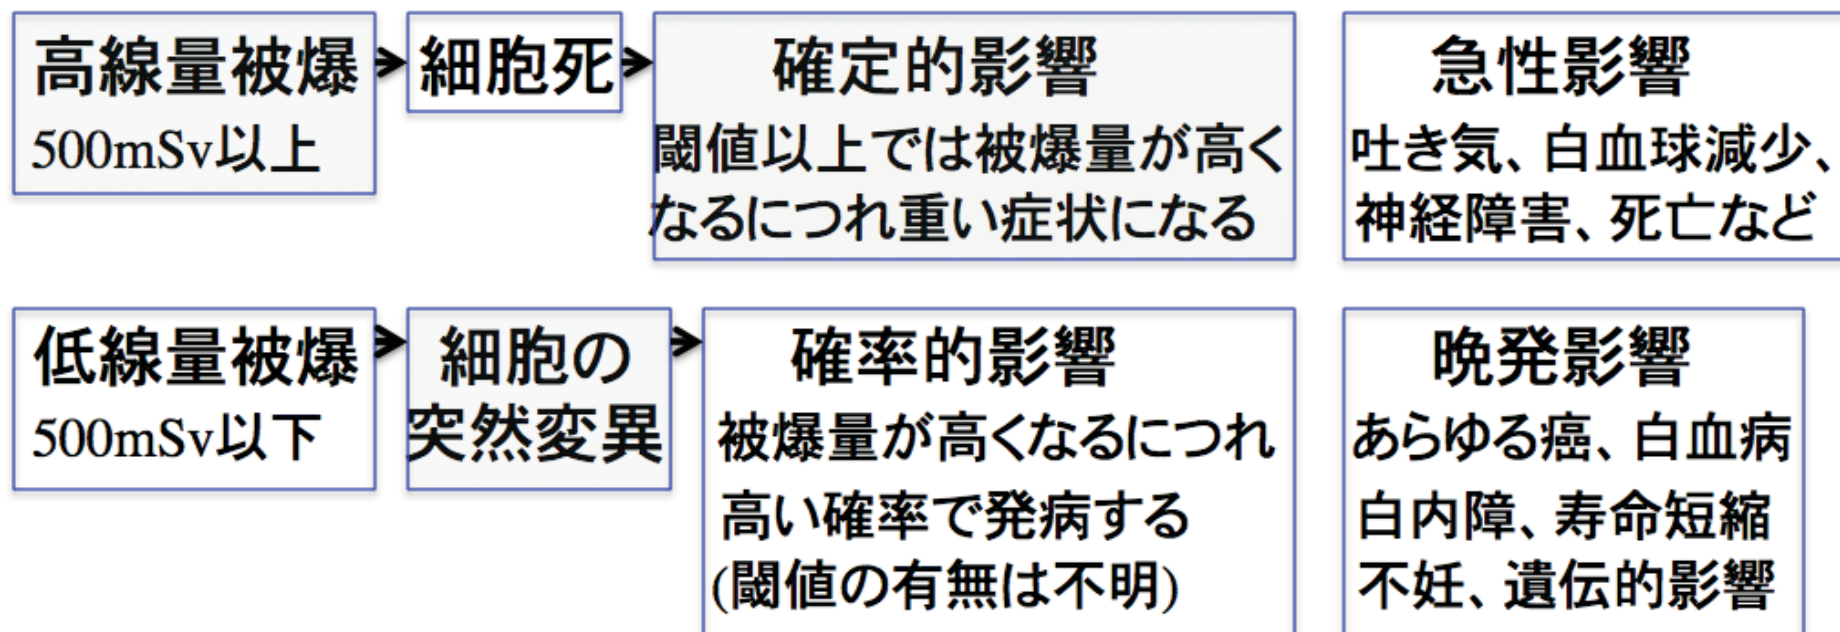 高線量被爆
500mSv以上
細胞死
確定的影響
閾値以上では被爆量が高く
なるにつれ重い症状になる
急性影響
吐き気、白血球減少、
神経障害、死亡など
低線量被爆
500mSv以下
細胞の
突然変異
確率的影響
被爆量が高くなるにつれ
高い確率で発病する
(閾値の有無は不明)
晩発影響
あらゆる癌、白血病
白内障、寿命短縮
不妊、遺伝的影響